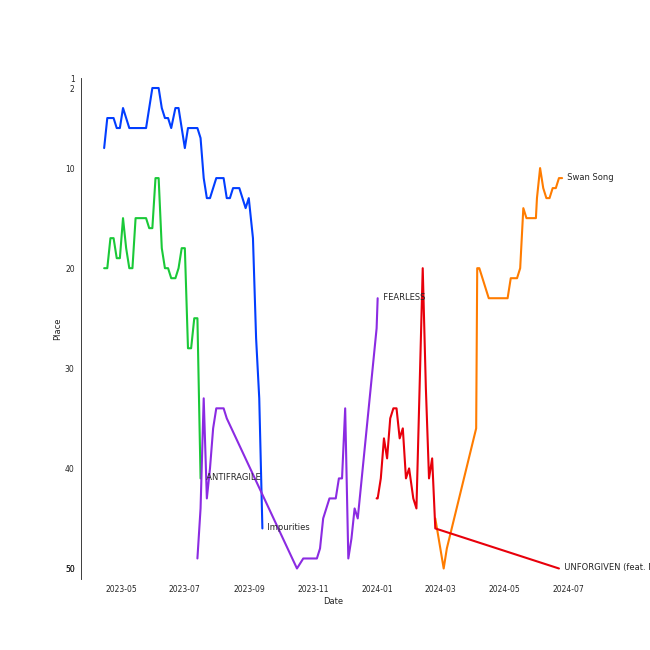 1
2
10
20
30
40
50
Place
FEARLESS
ANTIFRAGILE
Impurities
Swan Song
UNFORGIVEN (feat.
2023-05 2023-07 2023-09 2023-11 2024-01 2024-03 2024-05 2024-07
Date